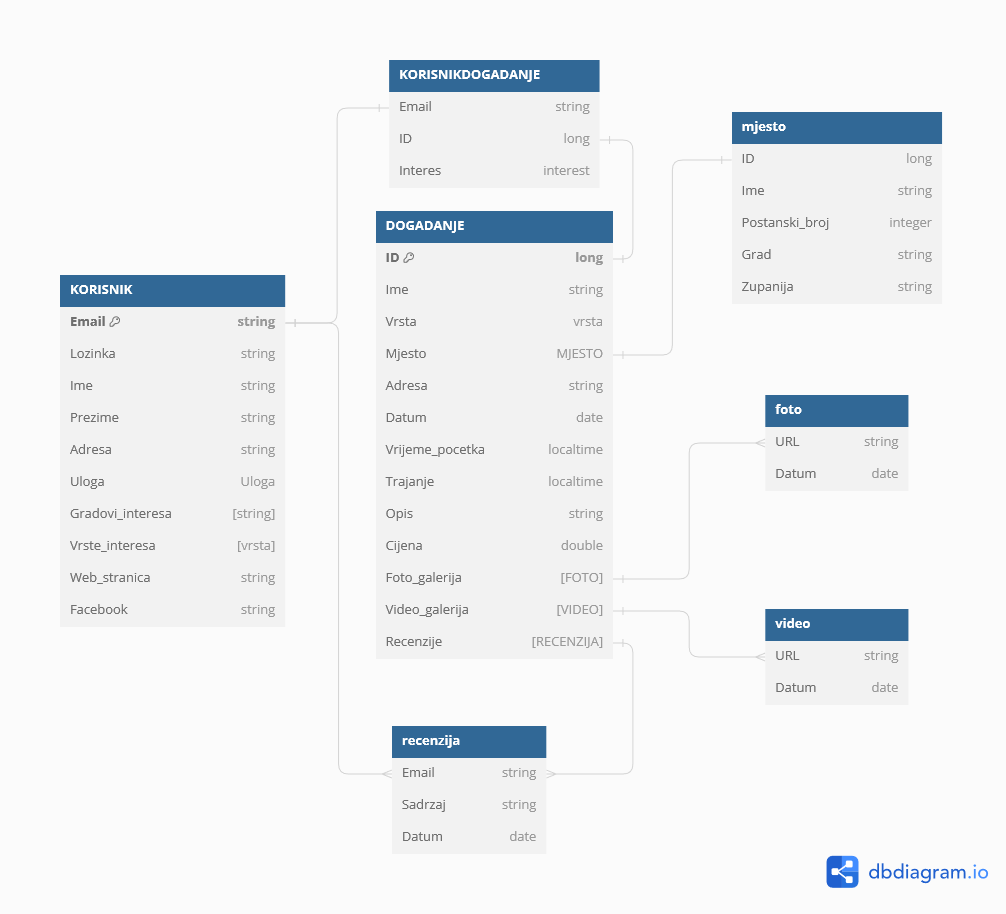 KORISNIKDOGADANJE
Email string
ID long
Interes interest
mjesto
ID long
Ime string
Postanski_broj integer
Grad string
Zupanija string
DOGADANJE
ID long
Ime string
Vrsta vrsta
Mjesto MJESTO
Adresa string
Datum date
Vrijeme_pocetka localtime
Trajanje localtime
Opis string
Cijena double
Foto_galerija [FOTO]
Video_galerija [VIDEO]
Recenzije [RECENZIJA]
KORISNIK
Email string
Lozinka string
Ime string
Prezime string
Adresa string
Uloga Uloga
Gradovi_interesa [string]
Vrste_interesa [vrsta]
Web_stranica string
Facebook string
foto
URL string
Datum date
video
URL string
Datum date
recenzija
Email string
Sadrzaj string
Datum date
dbdiagram.io